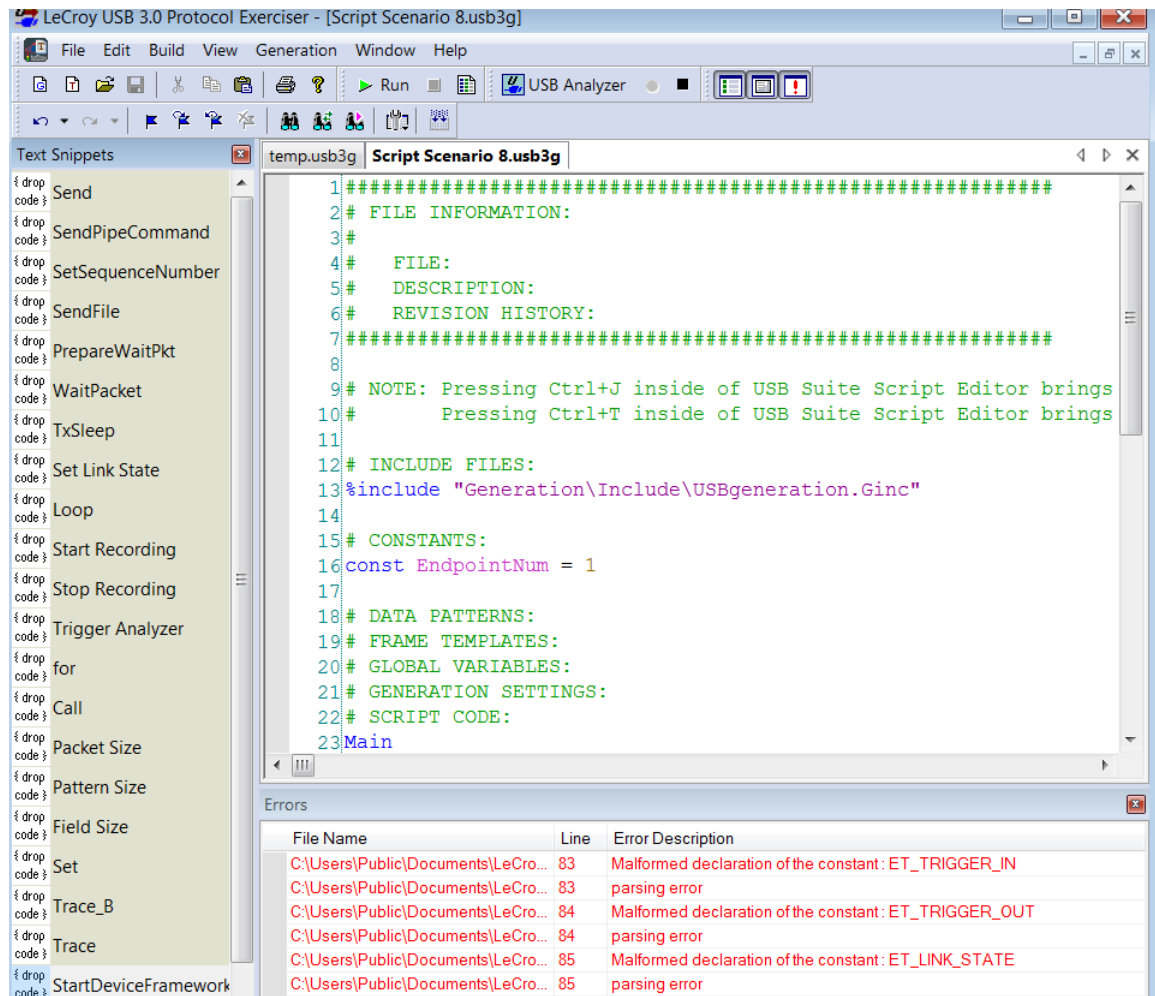 LeCroy USB 3.0 Protocol Exerciser - [Script Scenario 8.usb3g]
File Edit Build View Generation Window Help
Run USB Analyzer
Text Snippets
temp.usb3g Script Scenario 8.usb3g
{ drop code } Send
{ drop code } SendPipeCommand
{ drop code } SetSequenceNumber
{ drop code } SendFile
{ drop code } PrepareWaitPkt
{ drop code } WaitPacket
{ drop code } TxSleep
{ drop code } Set Link State
{ drop code } Loop
{ drop code } Start Recording
{ drop code } Stop Recording
{ drop code } Trigger Analyzer
{ drop code } for
{ drop code } Call
{ drop code } Packet Size
{ drop code } Pattern Size
{ drop code } Field Size
{ drop code } Set
{ drop code } Trace_B
{ drop code } Trace
{ drop code } StartDeviceFramework
1 ###########################################################
2 # FILE INFORMATION:
3 #
4 #   FILE:
5 #   DESCRIPTION:
6 #   REVISION HISTORY:
7 ###########################################################
8
9 # NOTE: Pressing Ctrl+J inside of USB Suite Script Editor brings
10 #       Pressing Ctrl+T inside of USB Suite Script Editor brings
11
12 # INCLUDE FILES:
13 %include "Generation\Include\USBgeneration.Ginc"
14
15 # CONSTANTS:
16 const EndpointNum = 1
17
18 # DATA PATTERNS:
19 # FRAME TEMPLATES:
20 # GLOBAL VARIABLES:
21 # GENERATION SETTINGS:
22 # SCRIPT CODE:
23 Main
Errors
File Name Line Error Description
C:\Users\Public\Documents\LeCro... 83 Malformed declaration of the constant : ET_TRIGGER_IN
C:\Users\Public\Documents\LeCro... 83 parsing error
C:\Users\Public\Documents\LeCro... 84 Malformed declaration of the constant : ET_TRIGGER_OUT
C:\Users\Public\Documents\LeCro... 84 parsing error
C:\Users\Public\Documents\LeCro... 85 Malformed declaration of the constant : ET_LINK_STATE
C:\Users\Public\Documents\LeCro... 85 parsing error